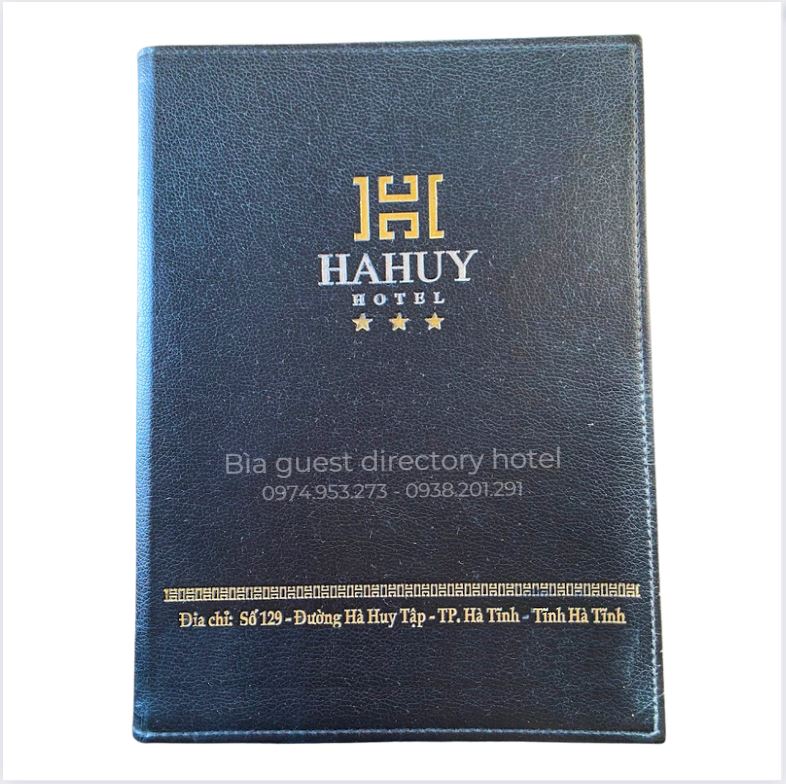 HAHUY
HOTEL
Bìa guest directory hotel
0974.953.273 - 0938.201.291
Địa chỉ: Số 129 - Đường Hà Huy Tập - TP. Hà Tĩnh - Tỉnh Hà Tĩnh